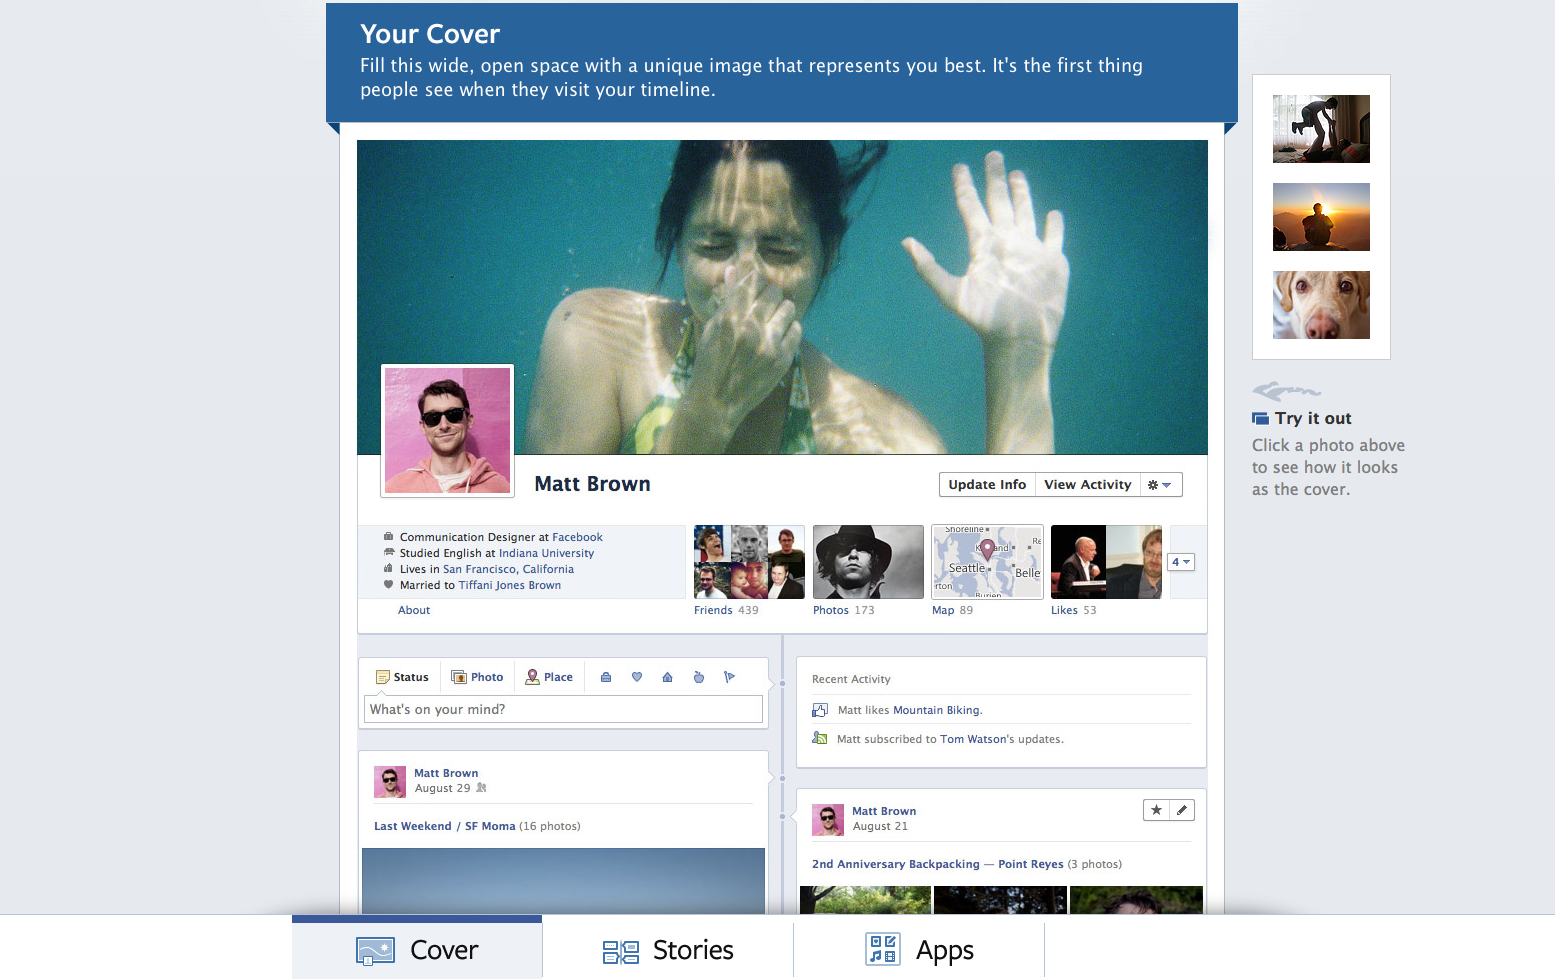 Your Cover
Fill this wide, open space with a unique image that represents you best. It's the first thing
people see when they visit your timeline.
Try it out
Click a photo above
to see how it looks
as the cover.
Matt Brown
Update Info View Activity
Communication Designer at Facebook
Studied English at Indiana University
Lives in San Francisco, California
Married to Tiffani Jones Brown
About
Friends 439
Photos 173
Shoreline
Seattle
Belle
rton
Burien
Map 89
Likes 53
4
Status Photo Place
What's on your mind?
Recent Activity
Matt likes Mountain Biking.
Matt subscribed to Tom Watson's updates.
Matt Brown
August 29
Last Weekend / SF Moma (16 photos)
Matt Brown
August 21
2nd Anniversary Backpacking — Point Reyes (3 photos)
Cover
Stories
Apps